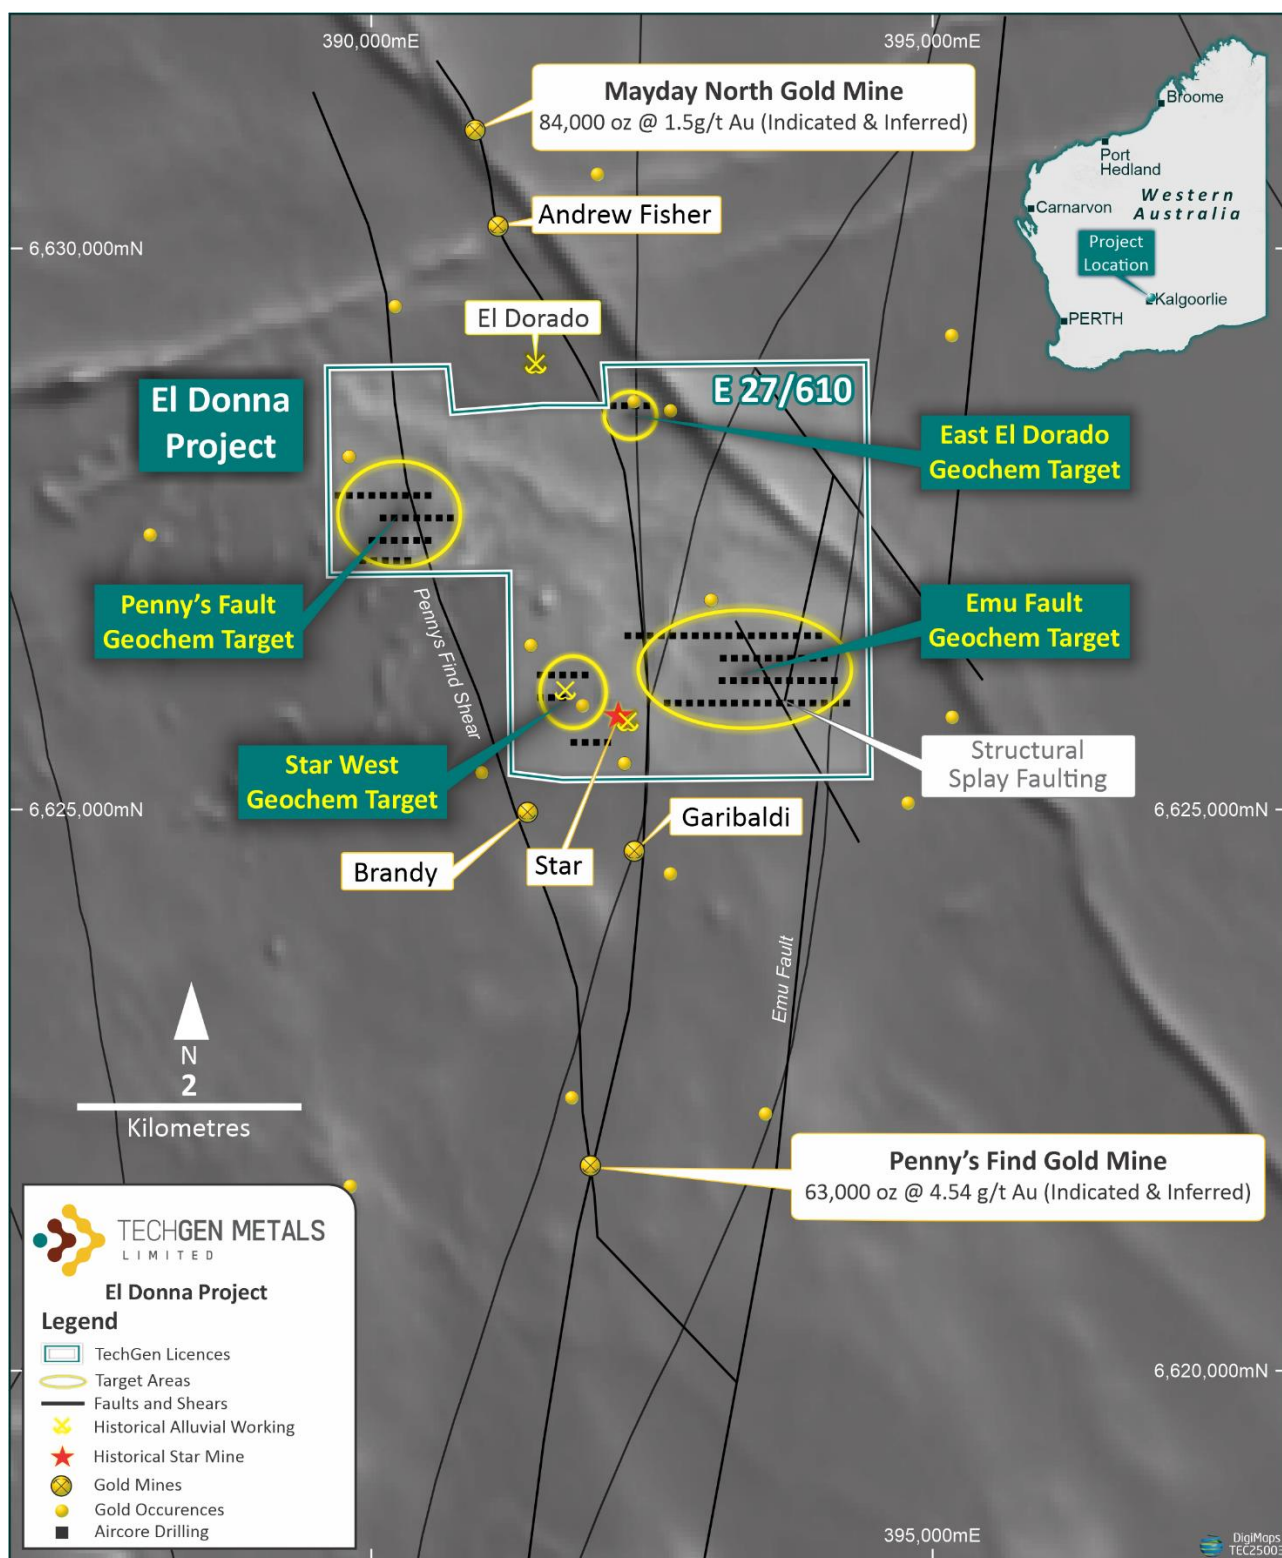 390,000mE
395,000mE
Mayday North Gold Mine
84,000 oz @ 1.5g/t Au (Indicated & Inferred)
Broome
Port
Hedland
Western
Australia
Carnarvon
Project
Location
Kalgoorlie
PERTH
Andrew Fisher
6,630,000mN
El Dorado
El Donna
Project
E 27/610
East El Dorado
Geochem Target
Penny's Fault
Geochem Target
Emu Fault
Geochem Target
Pennys Find Shear
Star West
Geochem Target
Structural
Splay Faulting
6,625,000mN
6,625,000mN
Garibaldi
Brandy
Star
Emu Fault
N
2
Kilometres
Penny's Find Gold Mine
63,000 oz @ 4.54 g/t Au (Indicated & Inferred)
TECHGEN METALS
LIMITED
El Donna Project
Legend
TechGen Licences
Target Areas
Faults and Shears
Historical Alluvial Working
Historical Star Mine
Gold Mines
Gold Occurences
Aircore Drilling
6,620,000mN
395,000mE
DigiMaps
TEC25003